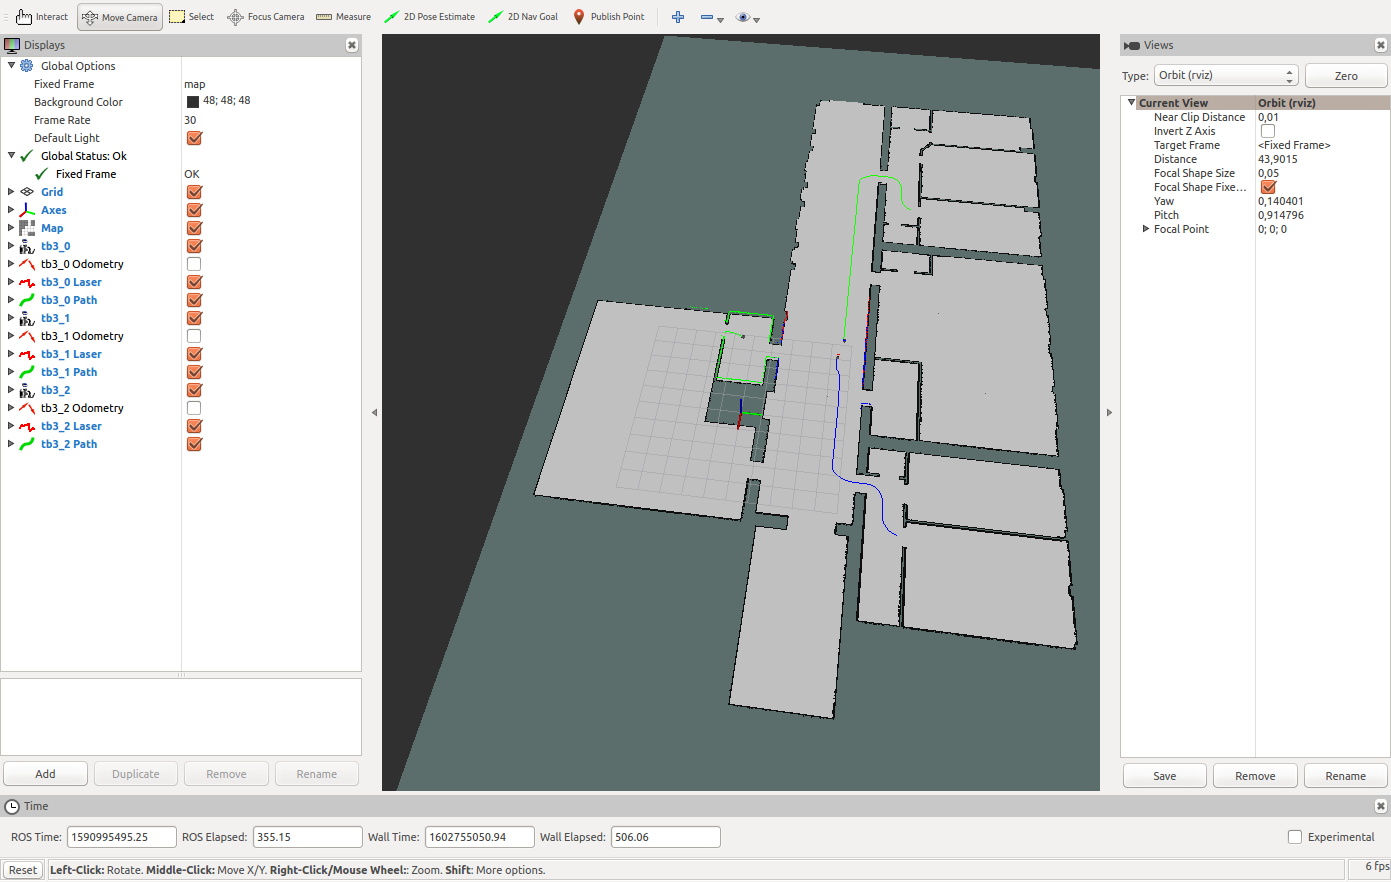 Interact Move Camera Select Focus Camera Measure 2D Pose Estimate 2D Nav Goal Publish Point
Displays
Global Options
Fixed Frame map
Background Color 48; 48; 48
Frame Rate 30
Default Light
Global Status: Ok
Fixed Frame OK
Grid
Axes
Map
tb3_0
tb3_0 Odometry
tb3_0 Laser
tb3_0 Path
tb3_1
tb3_1 Odometry
tb3_1 Laser
tb3_1 Path
tb3_2
tb3_2 Odometry
tb3_2 Laser
tb3_2 Path
Add Duplicate Remove Rename
Views
Type: Orbit (rviz) Zero
Current View Orbit (rviz)
Near Clip Distance 0,01
Invert Z Axis
Target Frame <Fixed Frame>
Distance 43,9015
Focal Shape Size 0,05
Focal Shape Fixe...
Yaw 0,140401
Pitch 0,914796
Focal Point 0; 0; 0
Save Remove Rename
Time
ROS Time: 1590995495.25 ROS Elapsed: 355.15 Wall Time: 1602755050.94 Wall Elapsed: 506.06 Experimental
Reset Left-Click: Rotate. Middle-Click: Move X/Y. Right-Click/Mouse Wheel:: Zoom. Shift: More options. 6 fps